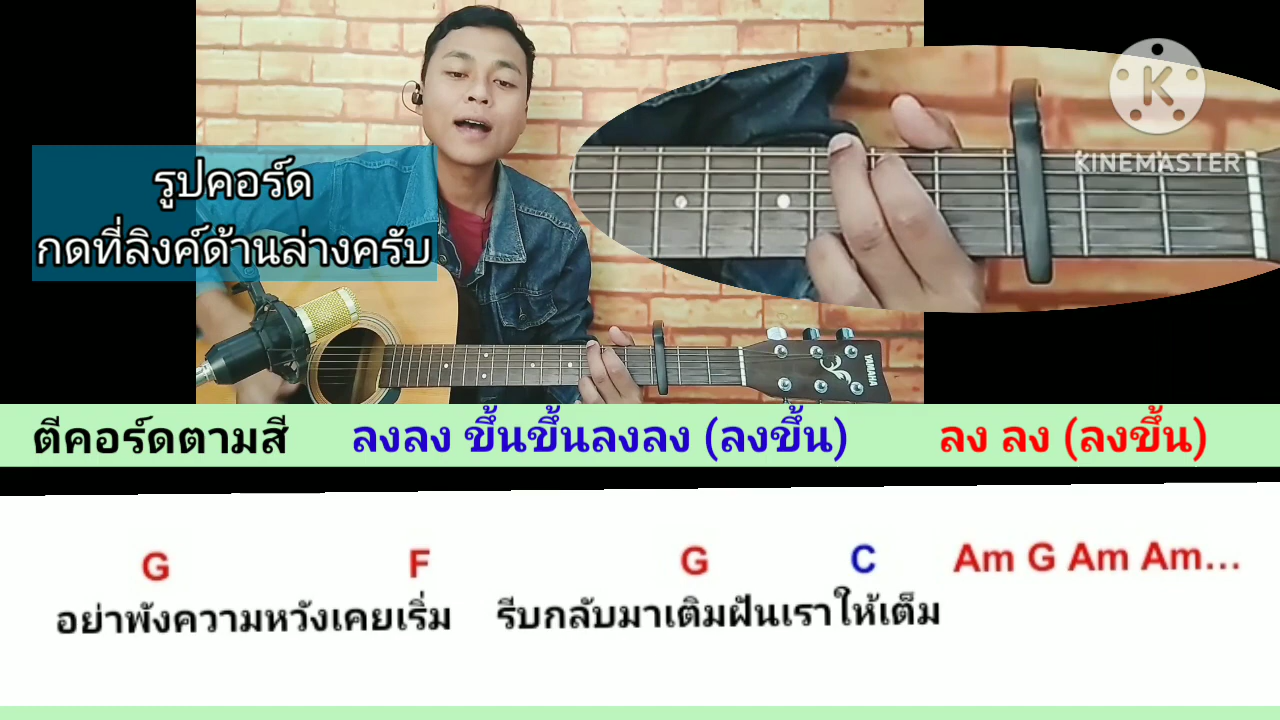 รูปคอร์ด
กดที่ลิงค์ด้านล่างครับ
K
KINEMASTER
YAMAHA
ตีคอร์ดตามสี ลงลง ขึ้นขึ้นลงลง (ลงขึ้น) ลง ลง (ลงขึ้น)
G F G C Am G Am Am...
อย่าพังความหวังเคยเริ่ม รีบกลับมาเติมฝันเราให้เต็ม